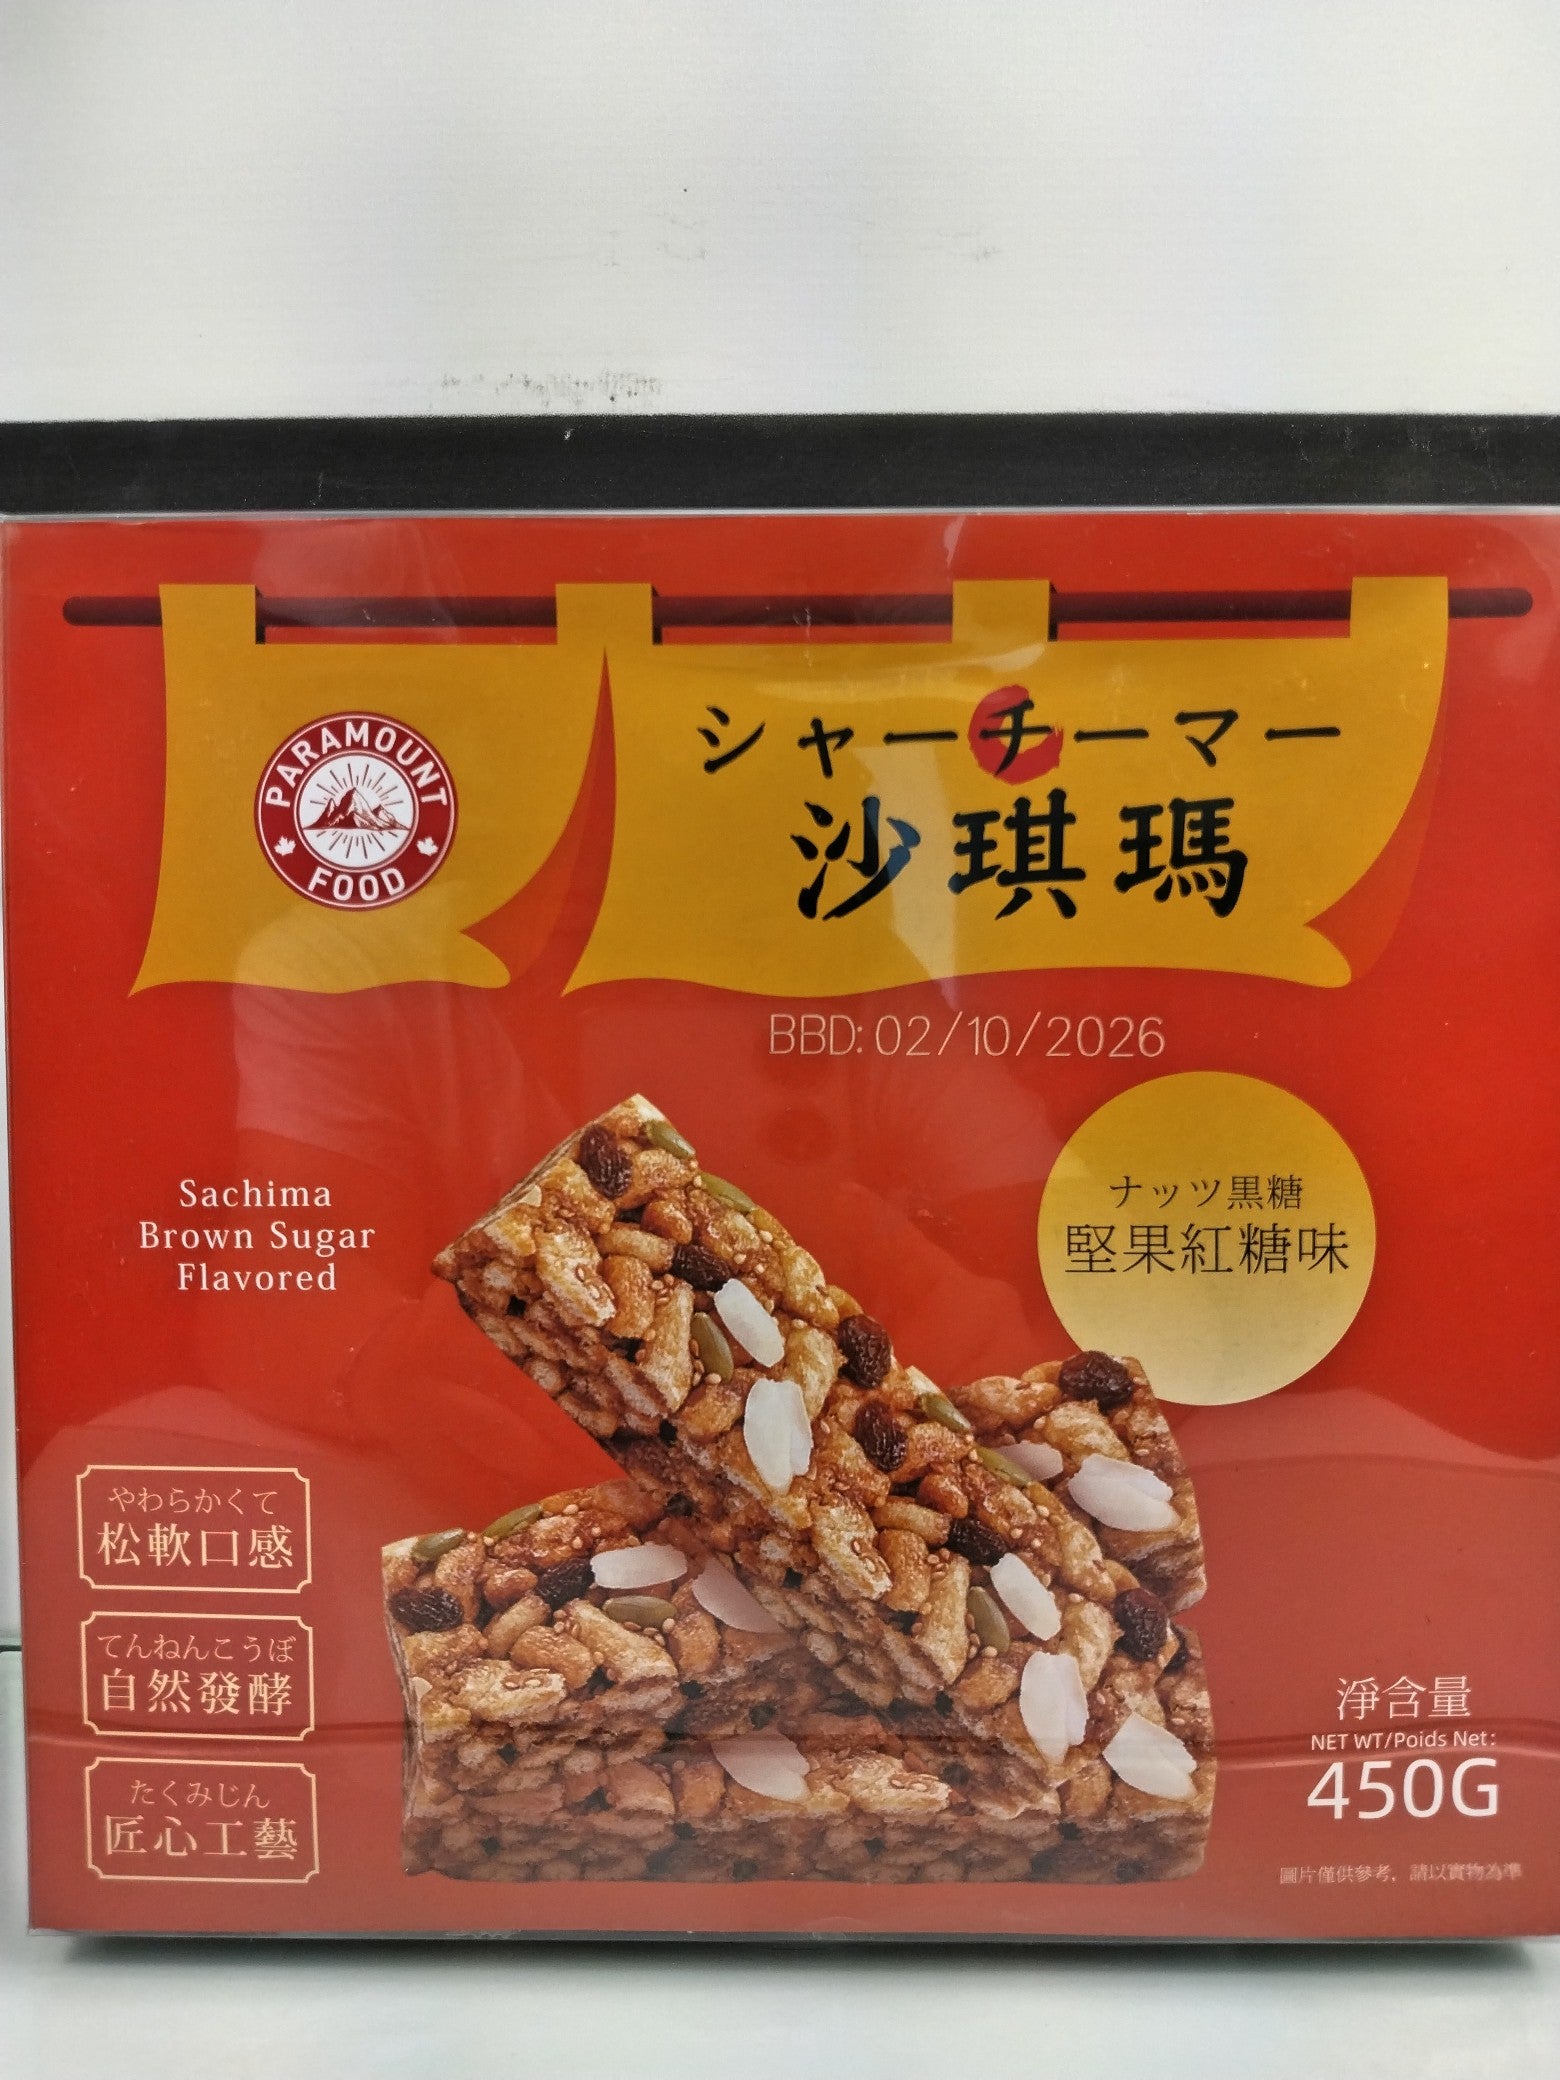 PARAMOUNT
FOOD
シャーチーマー
沙琪瑪
BBD: 02/10/2026
Sachima
Brown Sugar
Flavored
ナッツ黒糖
堅果紅糖味
やわらかくて
松軟口感
てんねんこうぼ
自然發酵
たくみじん
匠心工藝
淨含量
NET WT/Poids Net:
450G
圖片僅供參考，請以實物為準